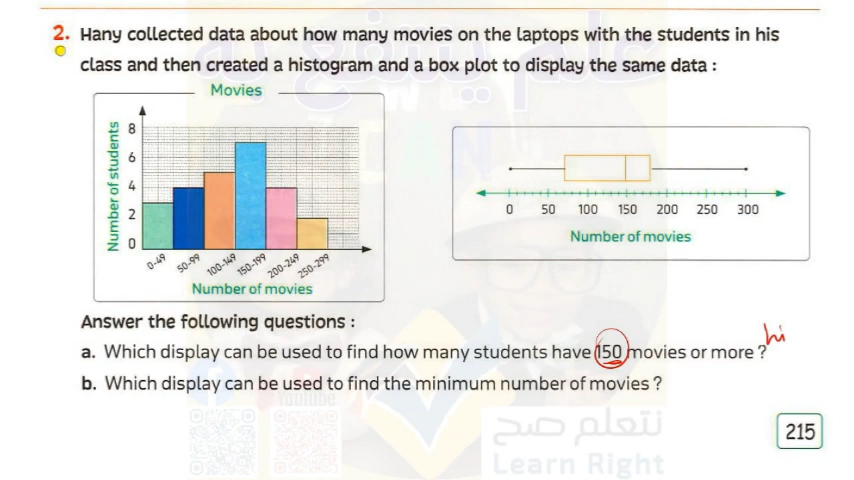 2. Hany collected data about how many movies on the laptops with the students in his
class and then created a histogram and a box plot to display the same data :
Movies
Number of students
8
6
4
2
0
0-49 50-99 100-149 150-199 200-249 250-299
Number of movies
0 50 100 150 200 250 300
Number of movies
Answer the following questions :
a. Which display can be used to find how many students have 150 movies or more ?
hi
b. Which display can be used to find the minimum number of movies ?
YouTube
215
نتعلم صح
Learn Right